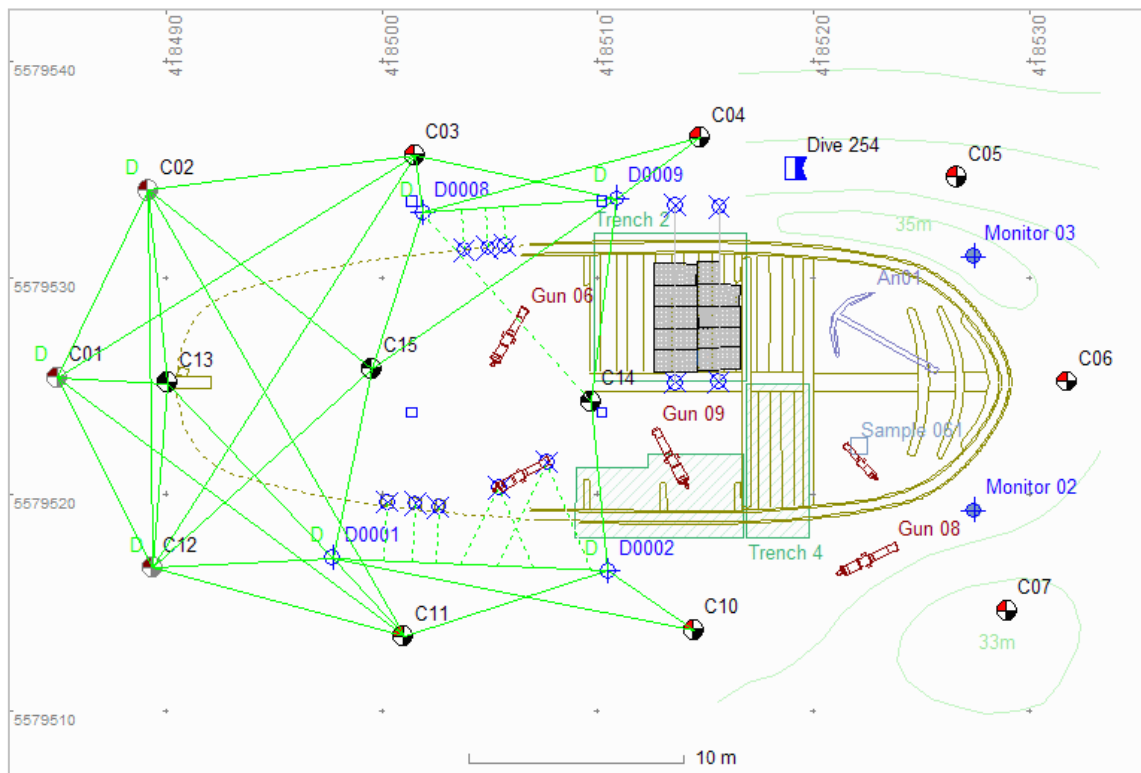 418490
418500
418510
418520
418530
5579540
C04
C03
Dive 254
D
C02
C05
D
D0008
D
D0009
Trench 2
35m
Monitor 03
5579530
An01
Gun 06
D
C01
C13
C15
C06
C14
Gun 09
Sample 061
5579520
Monitor 02
D
C12
D
D0001
D
D0002
Trench 4
Gun 08
C11
C10
C07
33m
5579510
10 m